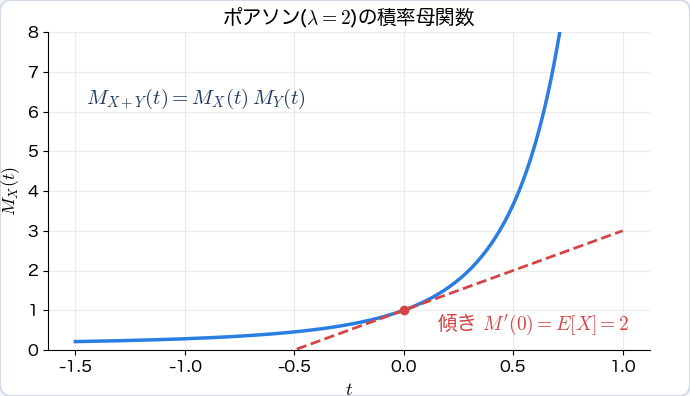 ポアソン(λ = 2)の積率母関数
8
7
6
5
4
3
2
1
0
M_X(t)
M_{X+Y}(t) = M_X(t) M_Y(t)
傾き M′(0) = E[X] = 2
-1.5 -1.0 -0.5 0.0 0.5 1.0
t